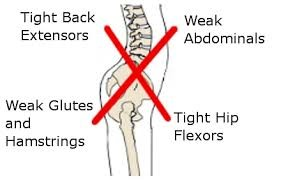 Tight Back
Extensors
Weak
Abdominals
Weak Glutes
and
Hamstrings
Tight Hip
Flexors